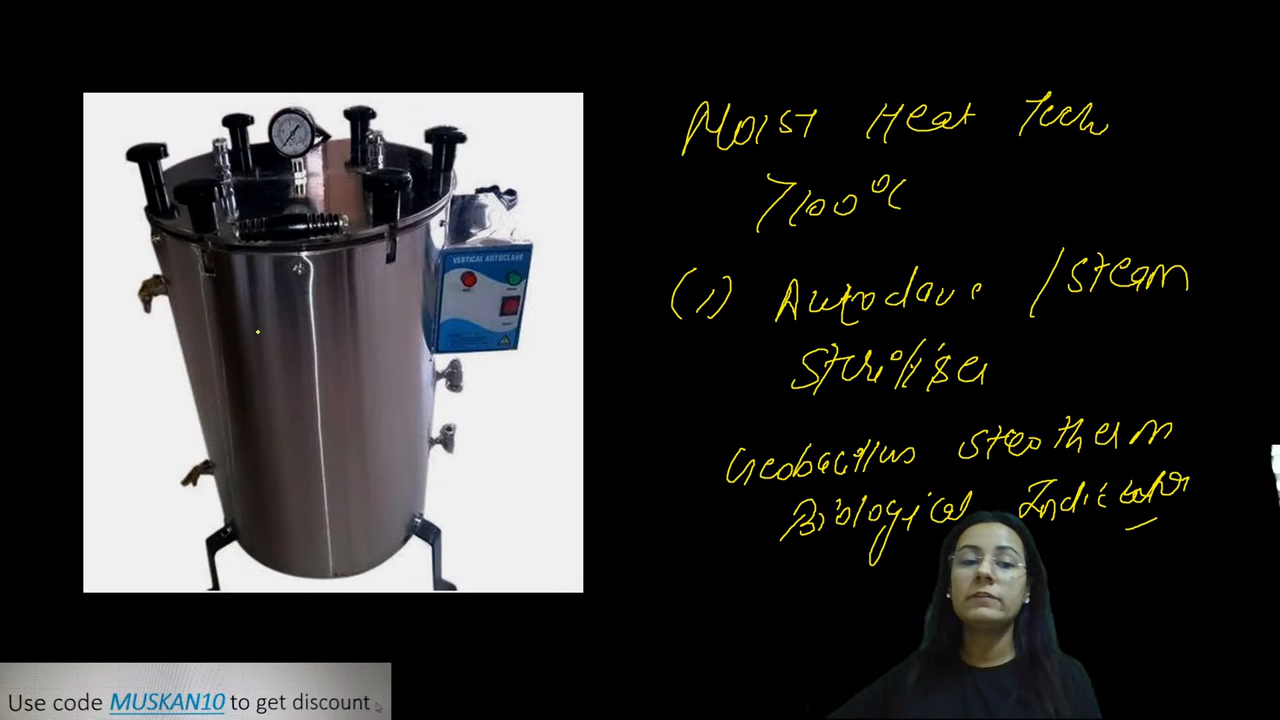 VERTICAL AUTOCLAVE
Moist Heat Tech
>100°C
(1) Autoclave / Steam
Steriliser
Geobacillus Stearotherm
Biological Indicator
Use code MUSKAN10 to get discount